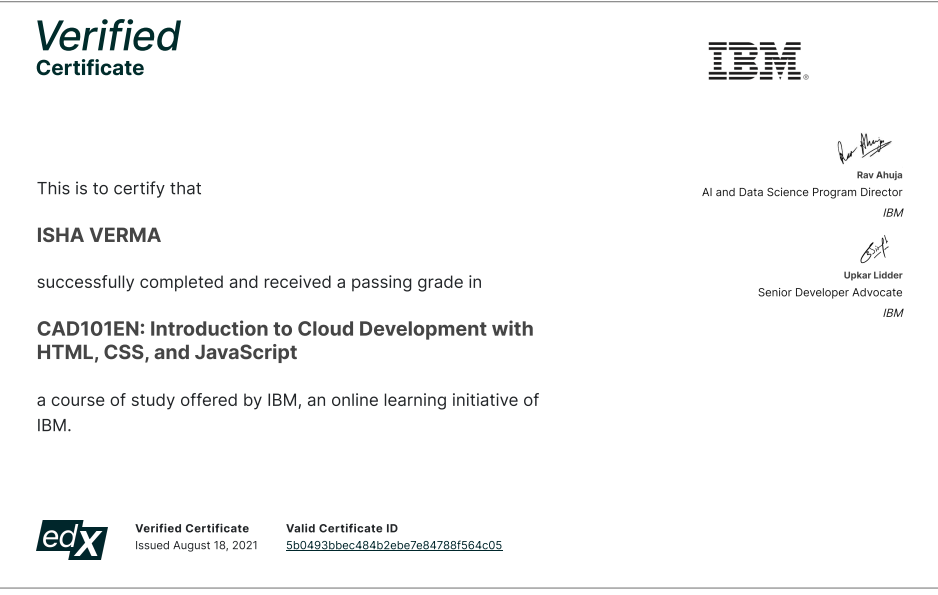 Verified
Certificate
IBM®
This is to certify that
ISHA VERMA
successfully completed and received a passing grade in
CAD101EN: Introduction to Cloud Development with
HTML, CSS, and JavaScript
a course of study offered by IBM, an online learning initiative of
IBM.
Rav Ahuja
AI and Data Science Program Director
IBM
Upkar Lidder
Senior Developer Advocate
IBM
edX
Verified Certificate
Issued August 18, 2021
Valid Certificate ID
5b0493bbec484b2ebe7e84788f564c05